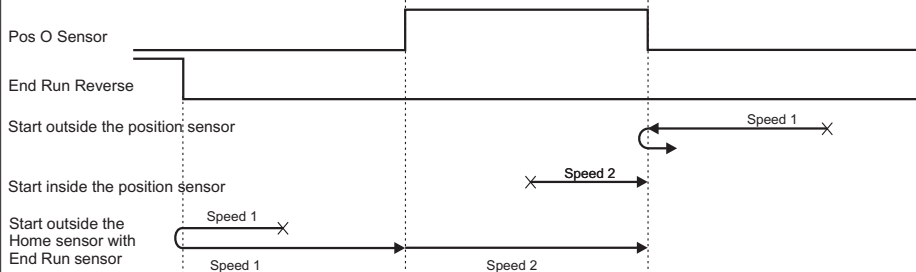 Pos O Sensor
End Run Reverse
Start outside the position sensor
Speed 1
Start inside the position sensor
Speed 2
Start outside the
Home sensor with
End Run sensor
Speed 1
Speed 1
Speed 2